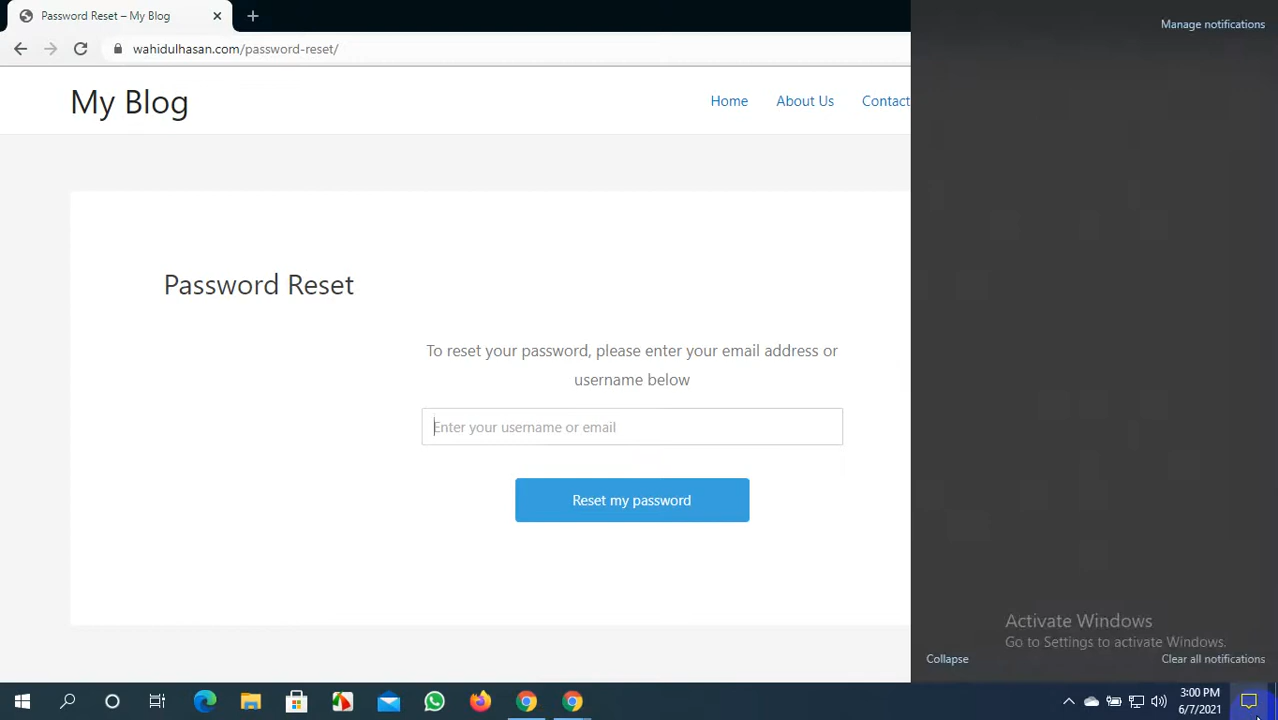 Password Reset – My Blog
Manage notifications
wahidulhasan.com/password-reset/
My Blog
Home About Us Contact
Password Reset
To reset your password, please enter your email address or
username below
Enter your username or email
Reset my password
Activate Windows
Go to Settings to activate Windows.
Collapse
Clear all notifications
3:00 PM
6/7/2021